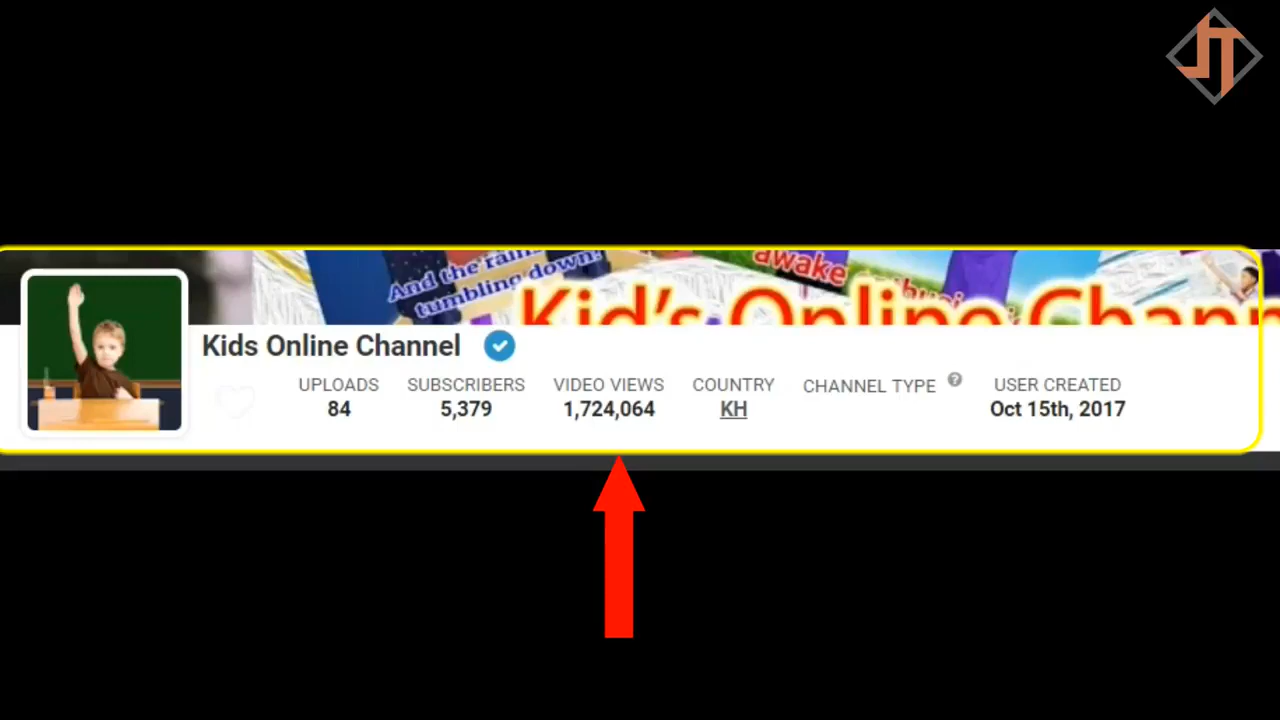 And the rain
tumbling down!
awake
Kid's Online Chann
Kids Online Channel
UPLOADS SUBSCRIBERS VIDEO VIEWS COUNTRY CHANNEL TYPE ? USER CREATED
84 5,379 1,724,064 KH Oct 15th, 2017